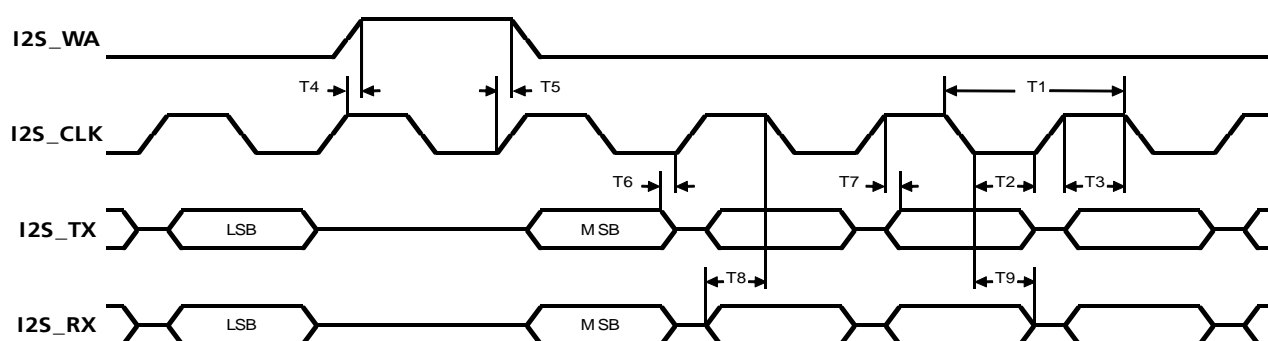 I2S_WA
T4
T5
T1
I2S_CLK
T6
T7
T2
T3
I2S_TX
LSB
MSB
T8
T9
I2S_RX
LSB
MSB